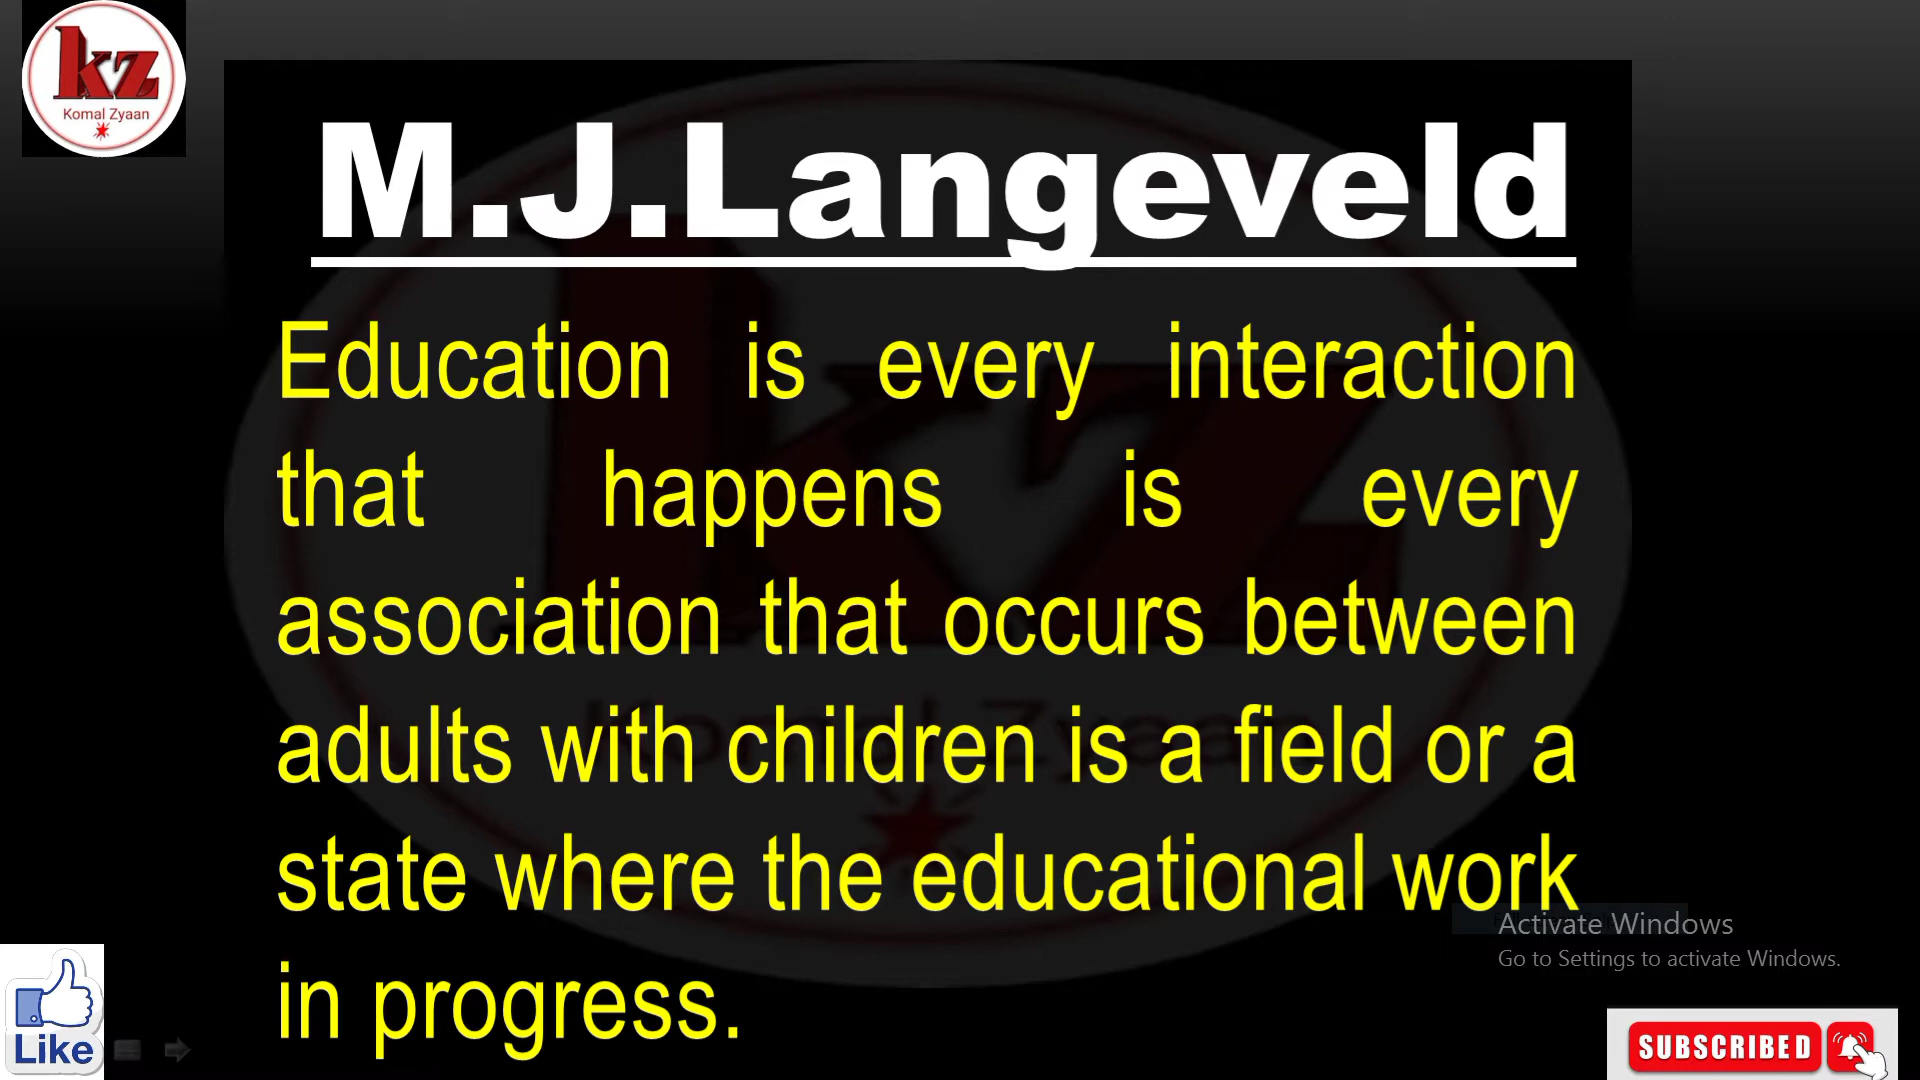 kz
Komal Zyaan
M.J.Langeveld
Education is every interaction
that happens is every
association that occurs between
adults with children is a field or a
state where the educational work
in progress.
Activate Windows
Go to Settings to activate Windows.
Like
SUBSCRIBED